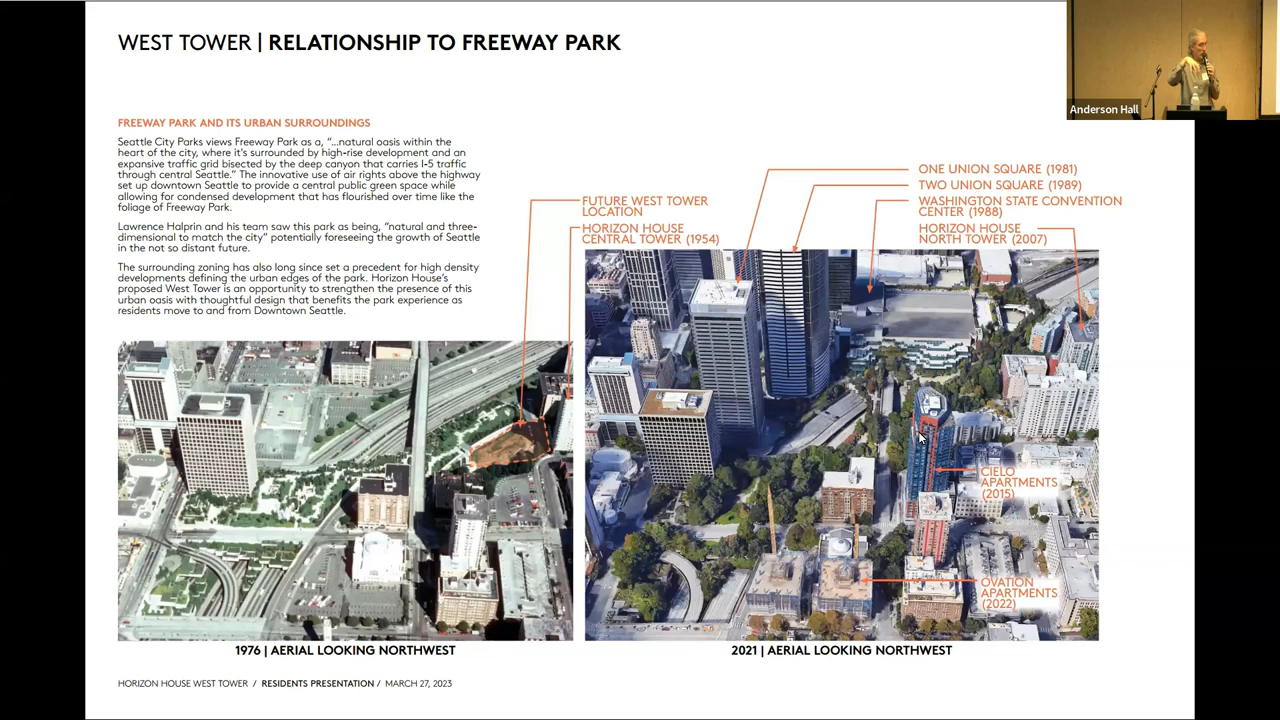 WEST TOWER | RELATIONSHIP TO FREEWAY PARK
Anderson Hall
FREEWAY PARK AND ITS URBAN SURROUNDINGS
Seattle City Parks views Freeway Park as a, “...natural oasis within the
heart of the city, where it's surrounded by high-rise development and an
expansive traffic grid bisected by the deep canyon that carries I-5 traffic
through central Seattle.” The innovative use of air rights above the highway
set up downtown Seattle to provide a central public green space while
allowing for condensed development that has flourished over time like the
foliage of Freeway Park.
Lawrence Halprin and his team saw this park as being, “natural and three-
dimensional to match the city” potentially foreseeing the growth of Seattle
in the not so distant future.
The surrounding zoning has also long since set a precedent for high density
developments defining the urban edges of the park. Horizon House's
proposed West Tower is an opportunity to strengthen the presence of this
urban oasis with thoughtful design that benefits the park experience as
residents move to and from Downtown Seattle.
FUTURE WEST TOWER
LOCATION
HORIZON HOUSE
CENTRAL TOWER (1954)
ONE UNION SQUARE (1981)
TWO UNION SQUARE (1989)
WASHINGTON STATE CONVENTION
CENTER (1988)
HORIZON HOUSE
NORTH TOWER (2007)
CIELO
APARTMENTS
(2015)
OVATION
APARTMENTS
(2022)
1976 | AERIAL LOOKING NORTHWEST
2021 | AERIAL LOOKING NORTHWEST
HORIZON HOUSE WEST TOWER / RESIDENTS PRESENTATION / MARCH 27, 2023